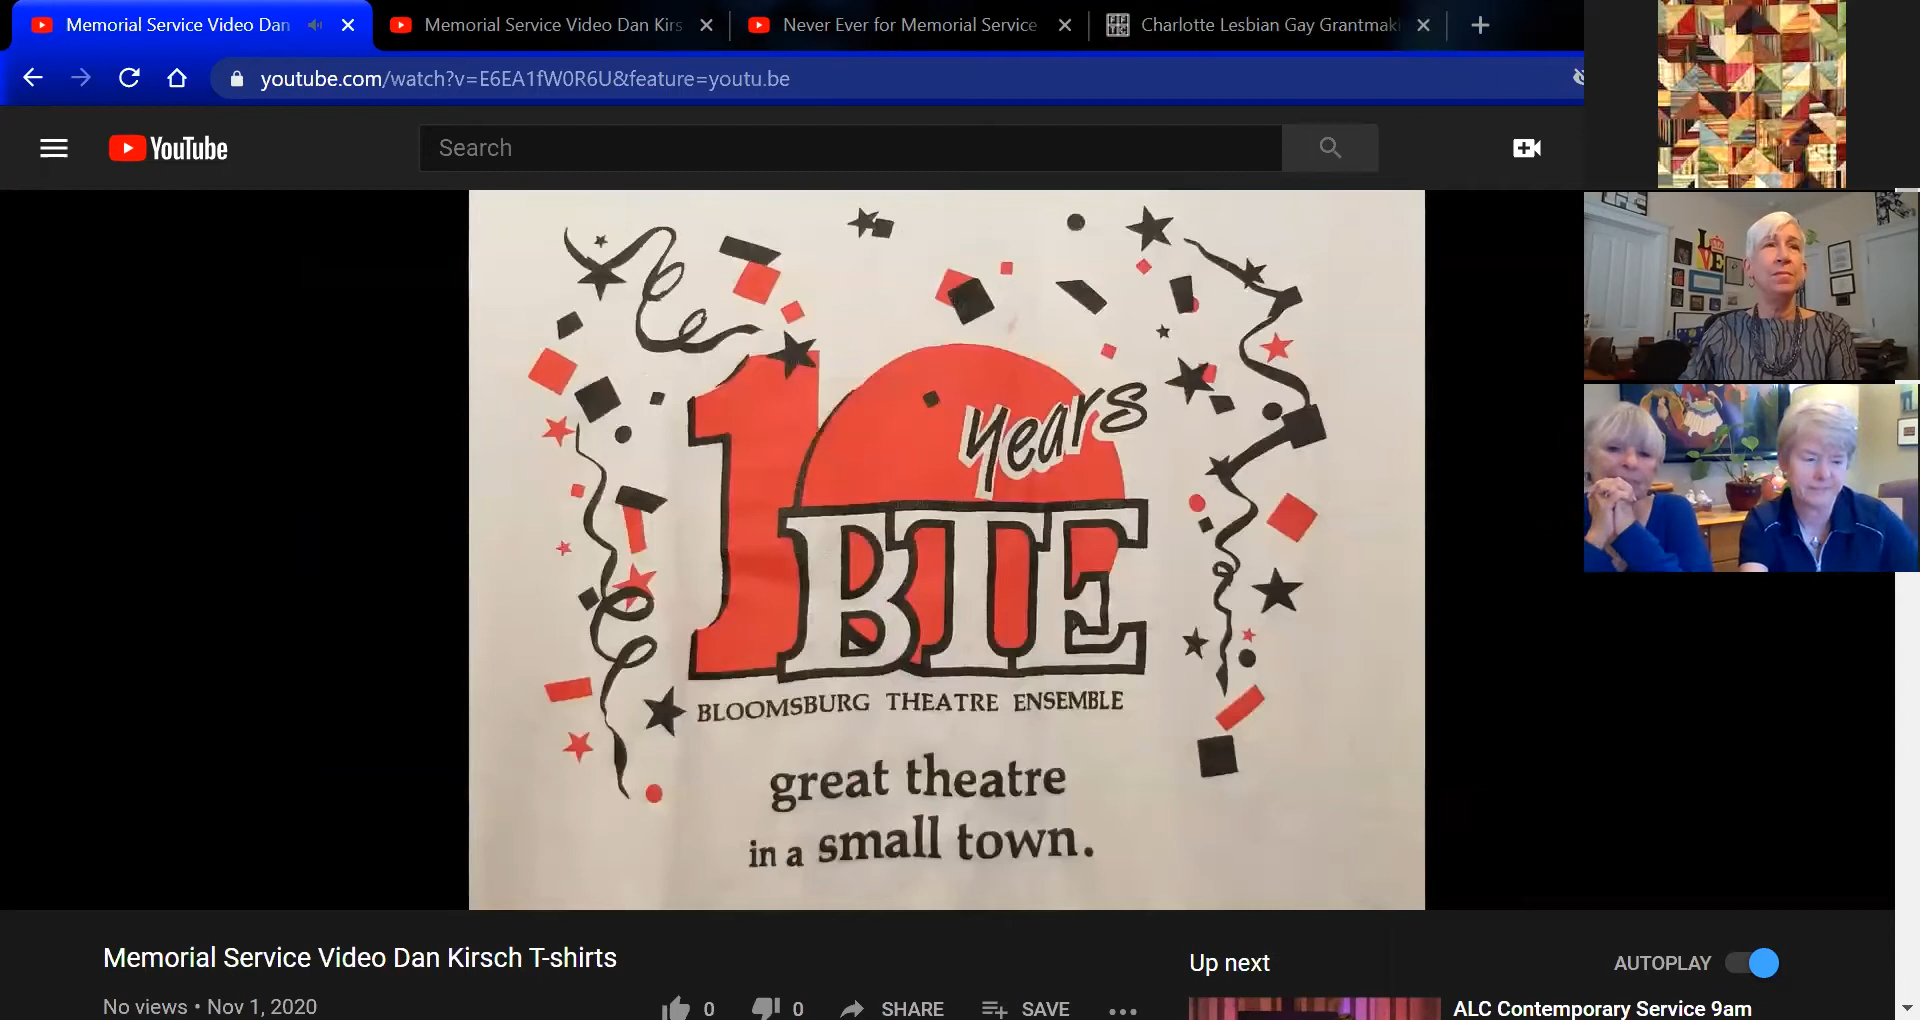 Memorial Service Video Dan
Memorial Service Video Dan Kirs
Never Ever for Memorial Service
Charlotte Lesbian Gay Grantmak
youtube.com/watch?v=E6EA1fW0R6U&feature=youtu.be
YouTube
Search
LOVE
10
years
BTE
BLOOMSBURG THEATRE ENSEMBLE
great theatre
in a small town.
Memorial Service Video Dan Kirsch T-shirts
Up next
AUTOPLAY
No views • Nov 1, 2020
0
0
SHARE
SAVE
ALC Contemporary Service 9am